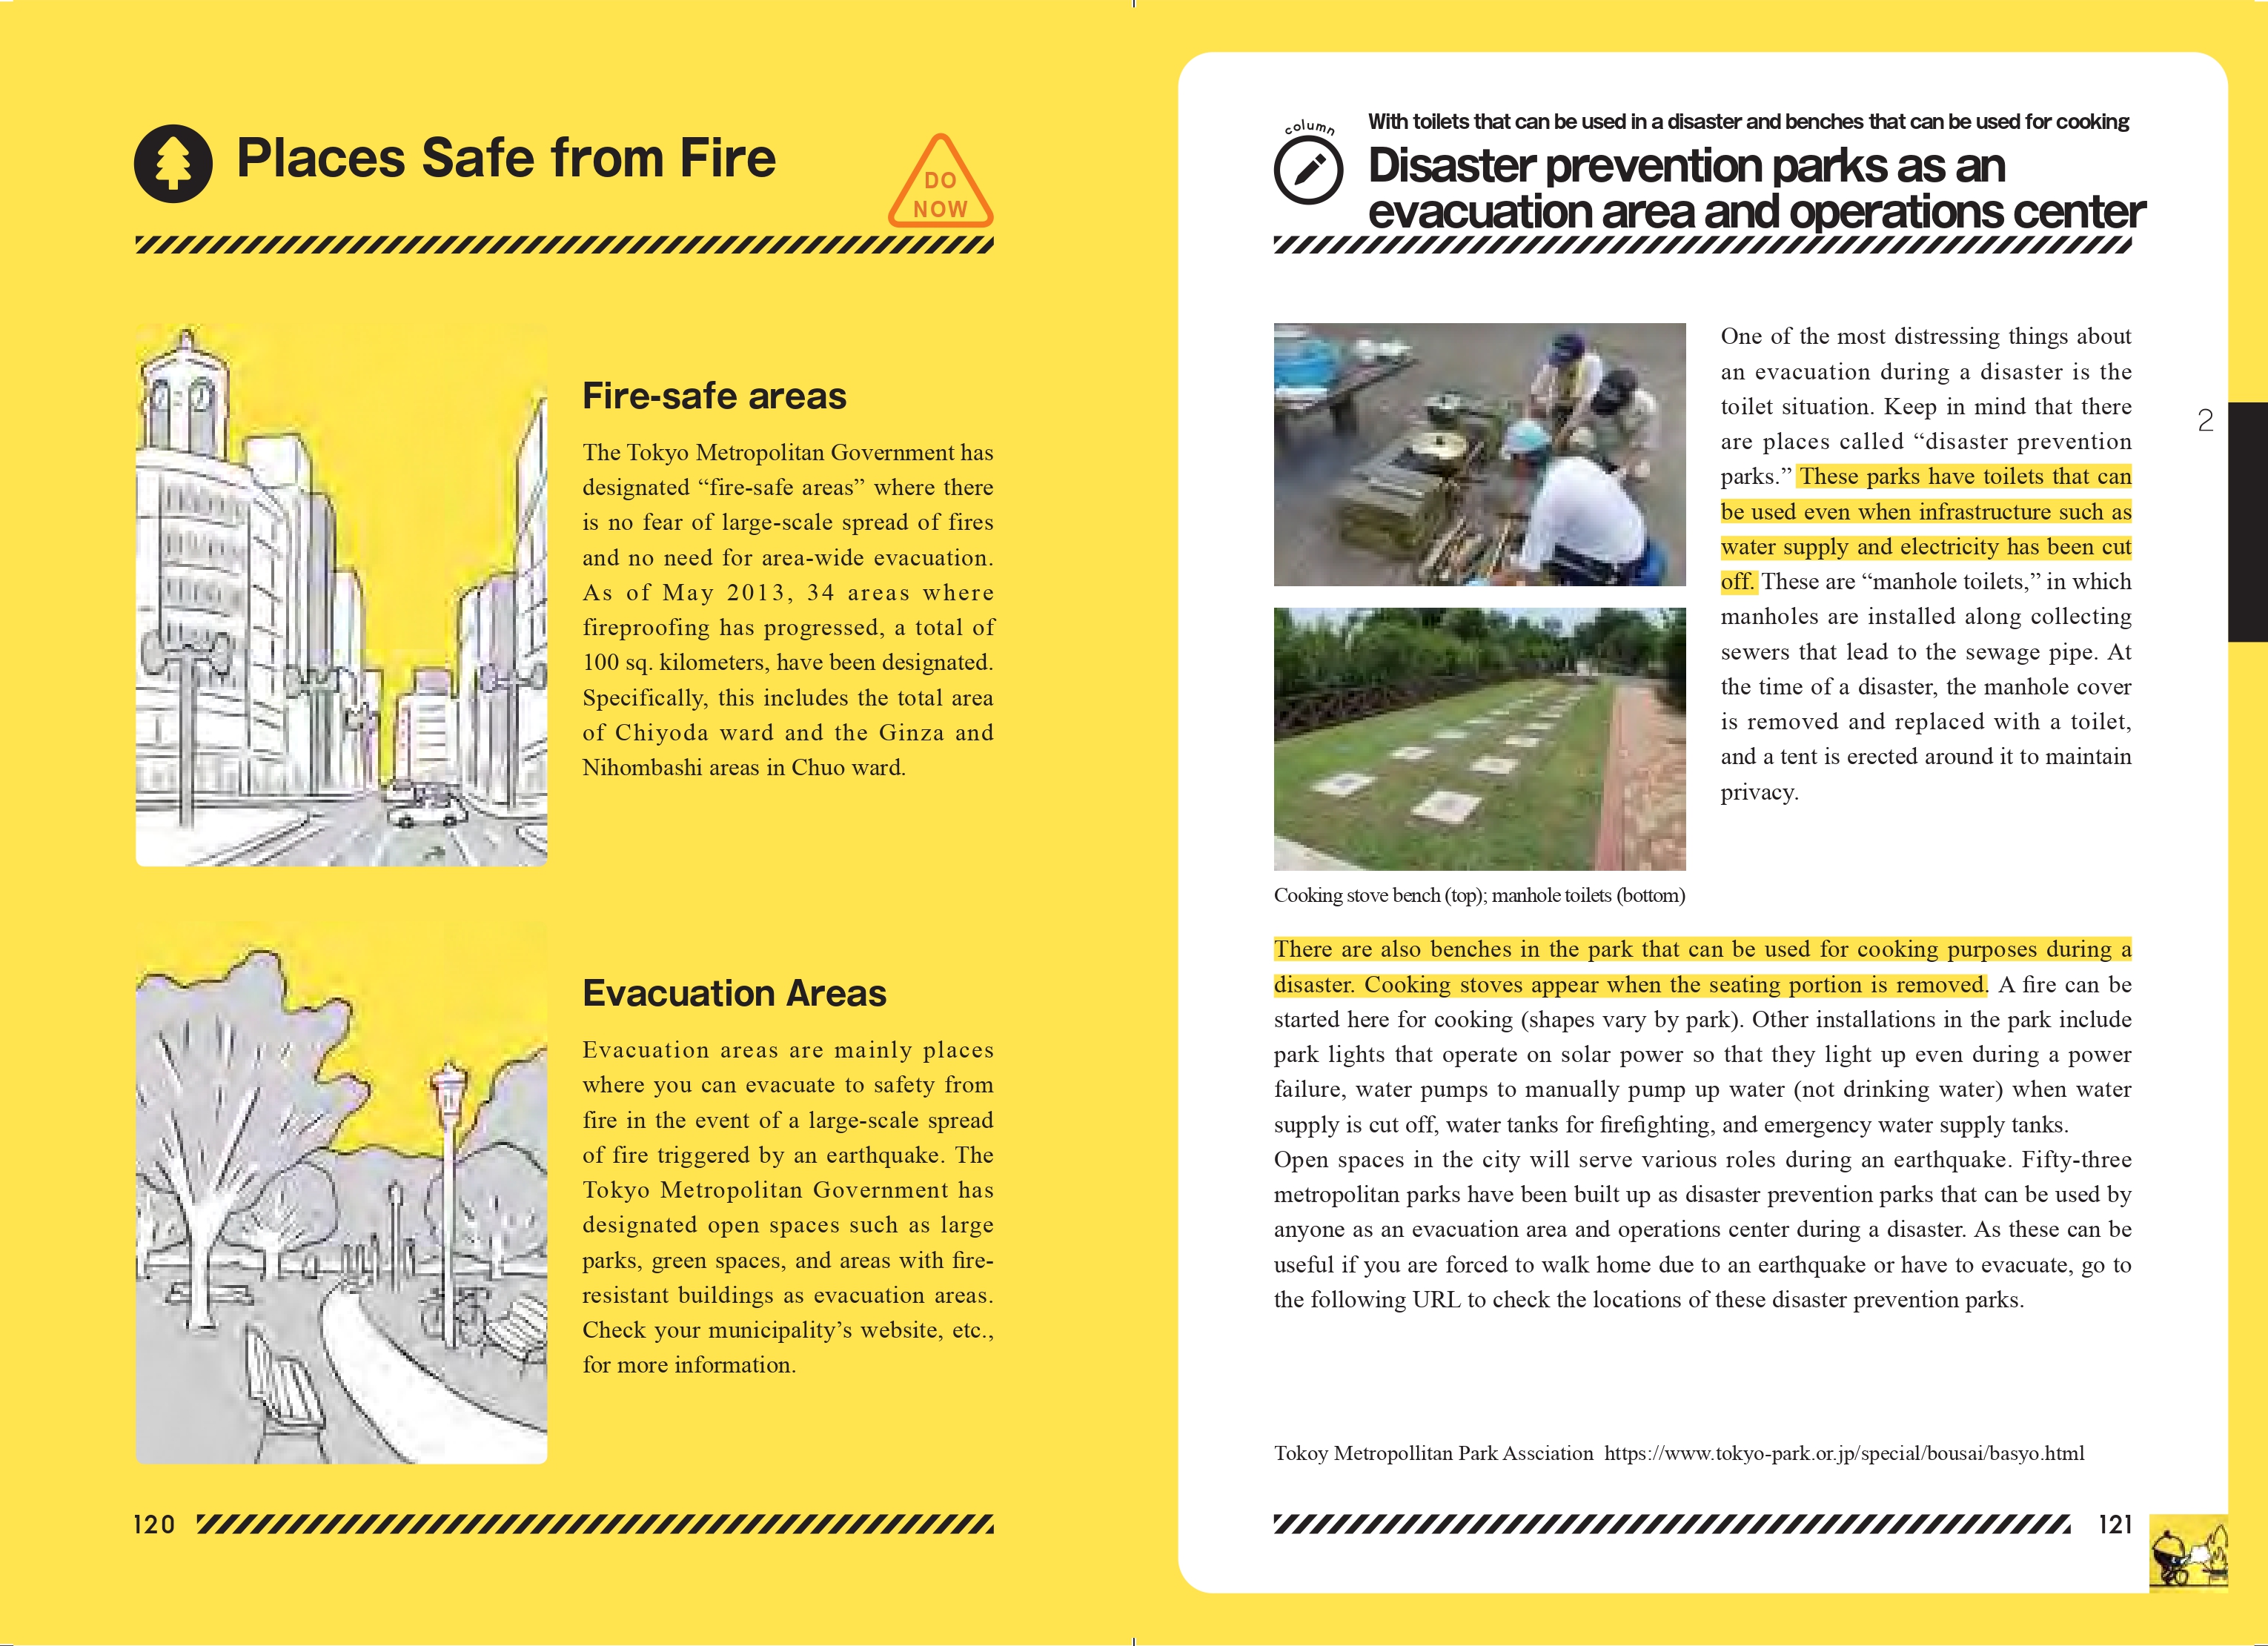 Places Safe from Fire
DO
NOW
Fire-safe areas
The Tokyo Metropolitan Government has
designated “fire-safe areas” where there
is no fear of large-scale spread of fires
and no need for area-wide evacuation.
As of May 2013, 34 areas where
fireproofing has progressed, a total of
100 sq. kilometers, have been designated.
Specifically, this includes the total area
of Chiyoda ward and the Ginza and
Nihombashi areas in Chuo ward.
Evacuation Areas
Evacuation areas are mainly places
where you can evacuate to safety from
fire in the event of a large-scale spread
of fire triggered by an earthquake. The
Tokyo Metropolitan Government has
designated open spaces such as large
parks, green spaces, and areas with fire-
resistant buildings as evacuation areas.
Check your municipality’s website, etc.,
for more information.
120
column
With toilets that can be used in a disaster and benches that can be used for cooking
Disaster prevention parks as an
evacuation area and operations center
One of the most distressing things about
an evacuation during a disaster is the
toilet situation. Keep in mind that there
are places called “disaster prevention
parks.” These parks have toilets that can
be used even when infrastructure such as
water supply and electricity has been cut
off. These are “manhole toilets,” in which
manholes are installed along collecting
sewers that lead to the sewage pipe. At
the time of a disaster, the manhole cover
is removed and replaced with a toilet,
and a tent is erected around it to maintain
privacy.
Cooking stove bench (top); manhole toilets (bottom)
There are also benches in the park that can be used for cooking purposes during a
disaster. Cooking stoves appear when the seating portion is removed. A fire can be
started here for cooking (shapes vary by park). Other installations in the park include
park lights that operate on solar power so that they light up even during a power
failure, water pumps to manually pump up water (not drinking water) when water
supply is cut off, water tanks for firefighting, and emergency water supply tanks.
Open spaces in the city will serve various roles during an earthquake. Fifty-three
metropolitan parks have been built up as disaster prevention parks that can be used by
anyone as an evacuation area and operations center during a disaster. As these can be
useful if you are forced to walk home due to an earthquake or have to evacuate, go to
the following URL to check the locations of these disaster prevention parks.
Tokoy Metropollitan Park Assciation https://www.tokyo-park.or.jp/special/bousai/basyo.html
121
2